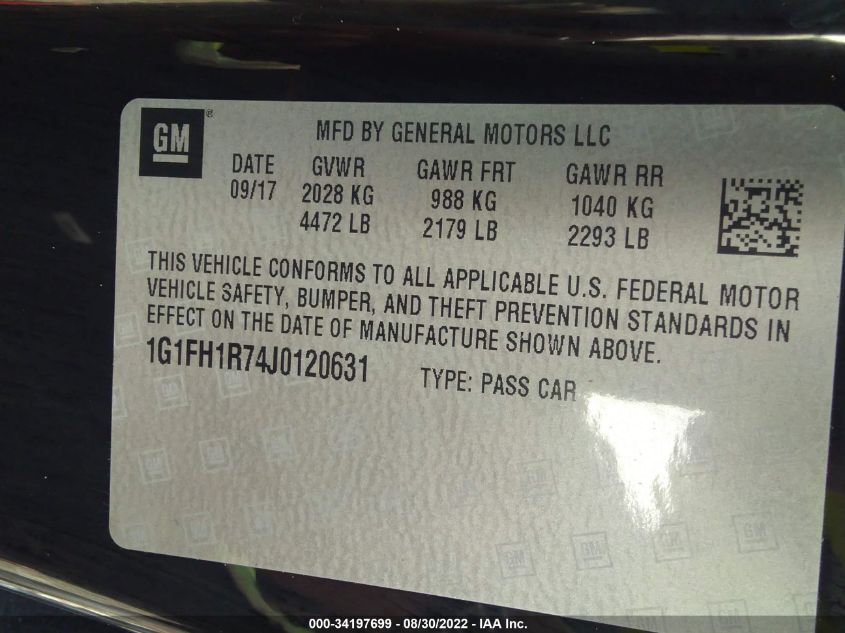 GM®
MFD BY GENERAL MOTORS LLC
DATE GVWR GAWR FRT GAWR RR
09/17 2028 KG 988 KG 1040 KG
4472 LB 2179 LB 2293 LB
THIS VEHICLE CONFORMS TO ALL APPLICABLE U.S. FEDERAL MOTOR
VEHICLE SAFETY, BUMPER, AND THEFT PREVENTION STANDARDS IN
EFFECT ON THE DATE OF MANUFACTURE SHOWN ABOVE.
1G1FH1R74J0120631 TYPE: PASS CAR
000-34197699 - 08/30/2022 - IAA Inc.